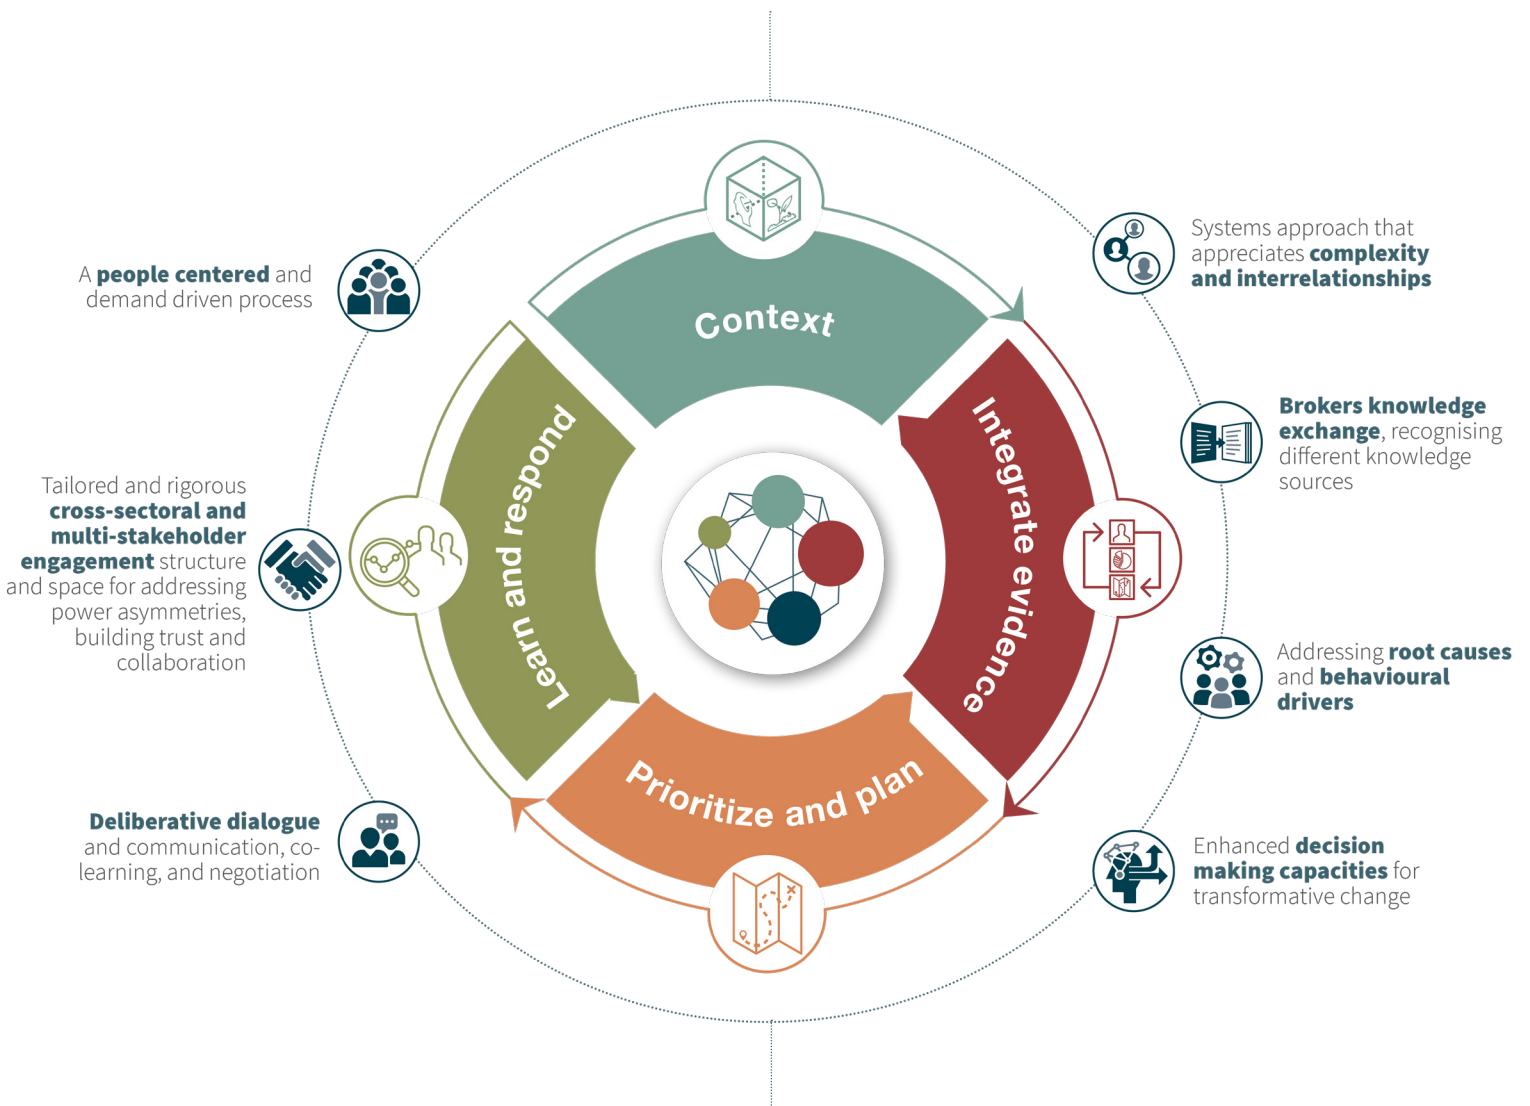 Context
Integrate evidence
Prioritize and plan
Learn and respond
Systems approach that
appreciates complexity
and interrelationships
Brokers knowledge
exchange, recognising
different knowledge
sources
Addressing root causes
and behavioural
drivers
Enhanced decision
making capacities for
transformative change
A people centered and
demand driven process
Tailored and rigorous
cross-sectoral and
multi-stakeholder
engagement structure
and space for addressing
power asymmetries,
building trust and
collaboration
Deliberative dialogue
and communication, co-
learning, and negotiation